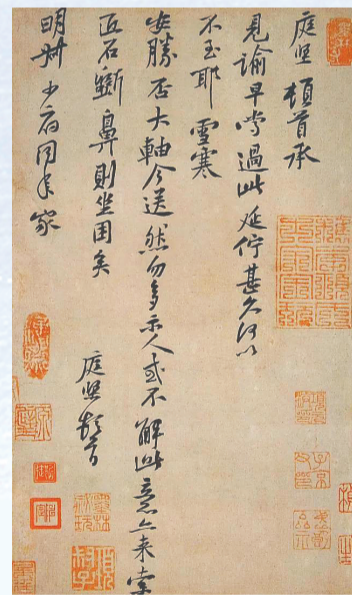 庭堅頓首承
見諭早嘗過此延佇甚久何以
不至耶雪寒
安勝否大軸今送然勿多示人或不解此意亦來索
匠石斲鼻則坐困矣
庭堅頓首
明叔少府同年家